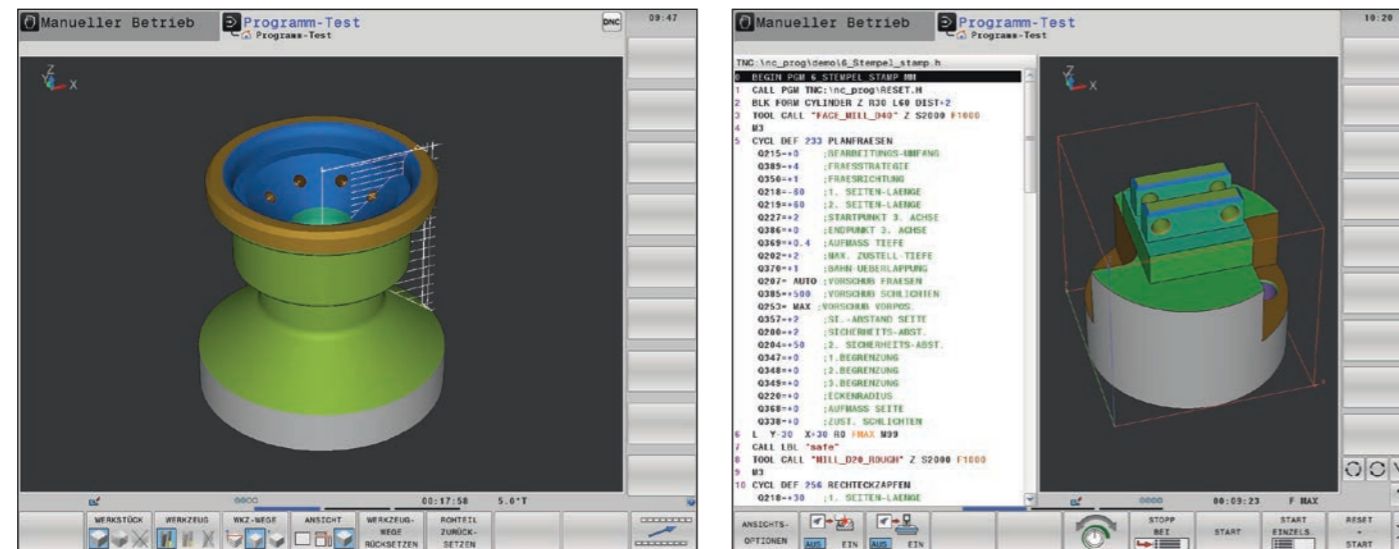 Manueller Betrieb
Programm-Test
Programm-Test
DNC
09:47
Z
Y
X
00:17:58 5.0*T
WERKSTÜCK
WERKZEUG
WKZ-WEGE
ANSICHT
WERKZEUG-
WEGE
RÜCKSETZEN
ROHTEIL
ZURÜCK-
SETZEN
Manueller Betrieb
Programm-Test
Programm-Test
10:20
TNC:\nc_prog\demo\6_Stempel_stamp.h
0 BEGIN PGM 6_STEMPEL_STAMP MM
1 CALL PGM TNC:\nc_prog\RESET.H
2 BLK FORM CYLINDER Z R30 L60 DIST+2
3 TOOL CALL "FACE_MILL_D40" Z S2000 F1000
4 M3
5 CYCL DEF 233 PLANFRAESEN
Q215=+0 ;BEARBEITUNGS-UMFANG
Q389=+4 ;FRAESSTRATEGIE
Q350=+1 ;FRAESRICHTUNG
Q218=-60 ;1. SEITEN-LAENGE
Q219=+60 ;2. SEITEN-LAENGE
Q227=+2 ;STARTPUNKT 3. ACHSE
Q386=+0 ;ENDPUNKT 3. ACHSE
Q369=+0.4 ;AUFMASS TIEFE
Q202=+2 ;MAX. ZUSTELL-TIEFE
Q370=+1 ;BAHN-UEBERLAPPUNG
Q207= AUTO ;VORSCHUB FRAESEN
Q385=+500 ;VORSCHUB SCHLICHTEN
Q253= MAX ;VORSCHUB VORPOS.
Q357=+2 ;SI.-ABSTAND SEITE
Q200=+2 ;SICHERHEITS-ABST.
Q204=+50 ;2. SICHERHEITS-ABST.
Q347=+0 ;1.BEGRENZUNG
Q348=+0 ;2.BEGRENZUNG
Q349=+0 ;3.BEGRENZUNG
Q220=+0 ;ECKENRADIUS
Q368=+0 ;AUFMASS SEITE
Q338=+0 ;ZUST. SCHLICHTEN
6 L Y-30 X+30 R0 FMAX M99
7 CALL LBL "safe"
8 TOOL CALL "MILL_D20_ROUGH" Z S2000 F1000
9 M3
10 CYCL DEF 256 RECHTECKZAPFEN
Q218=+30 ;1. SEITEN-LAENGE
Z
Y
X
00:09:23 F MAX
ANSICHTS-
OPTIONEN
AUS EIN
AUS EIN
STOPP
BEI
START
START
EINZELS.
RESET
+
START